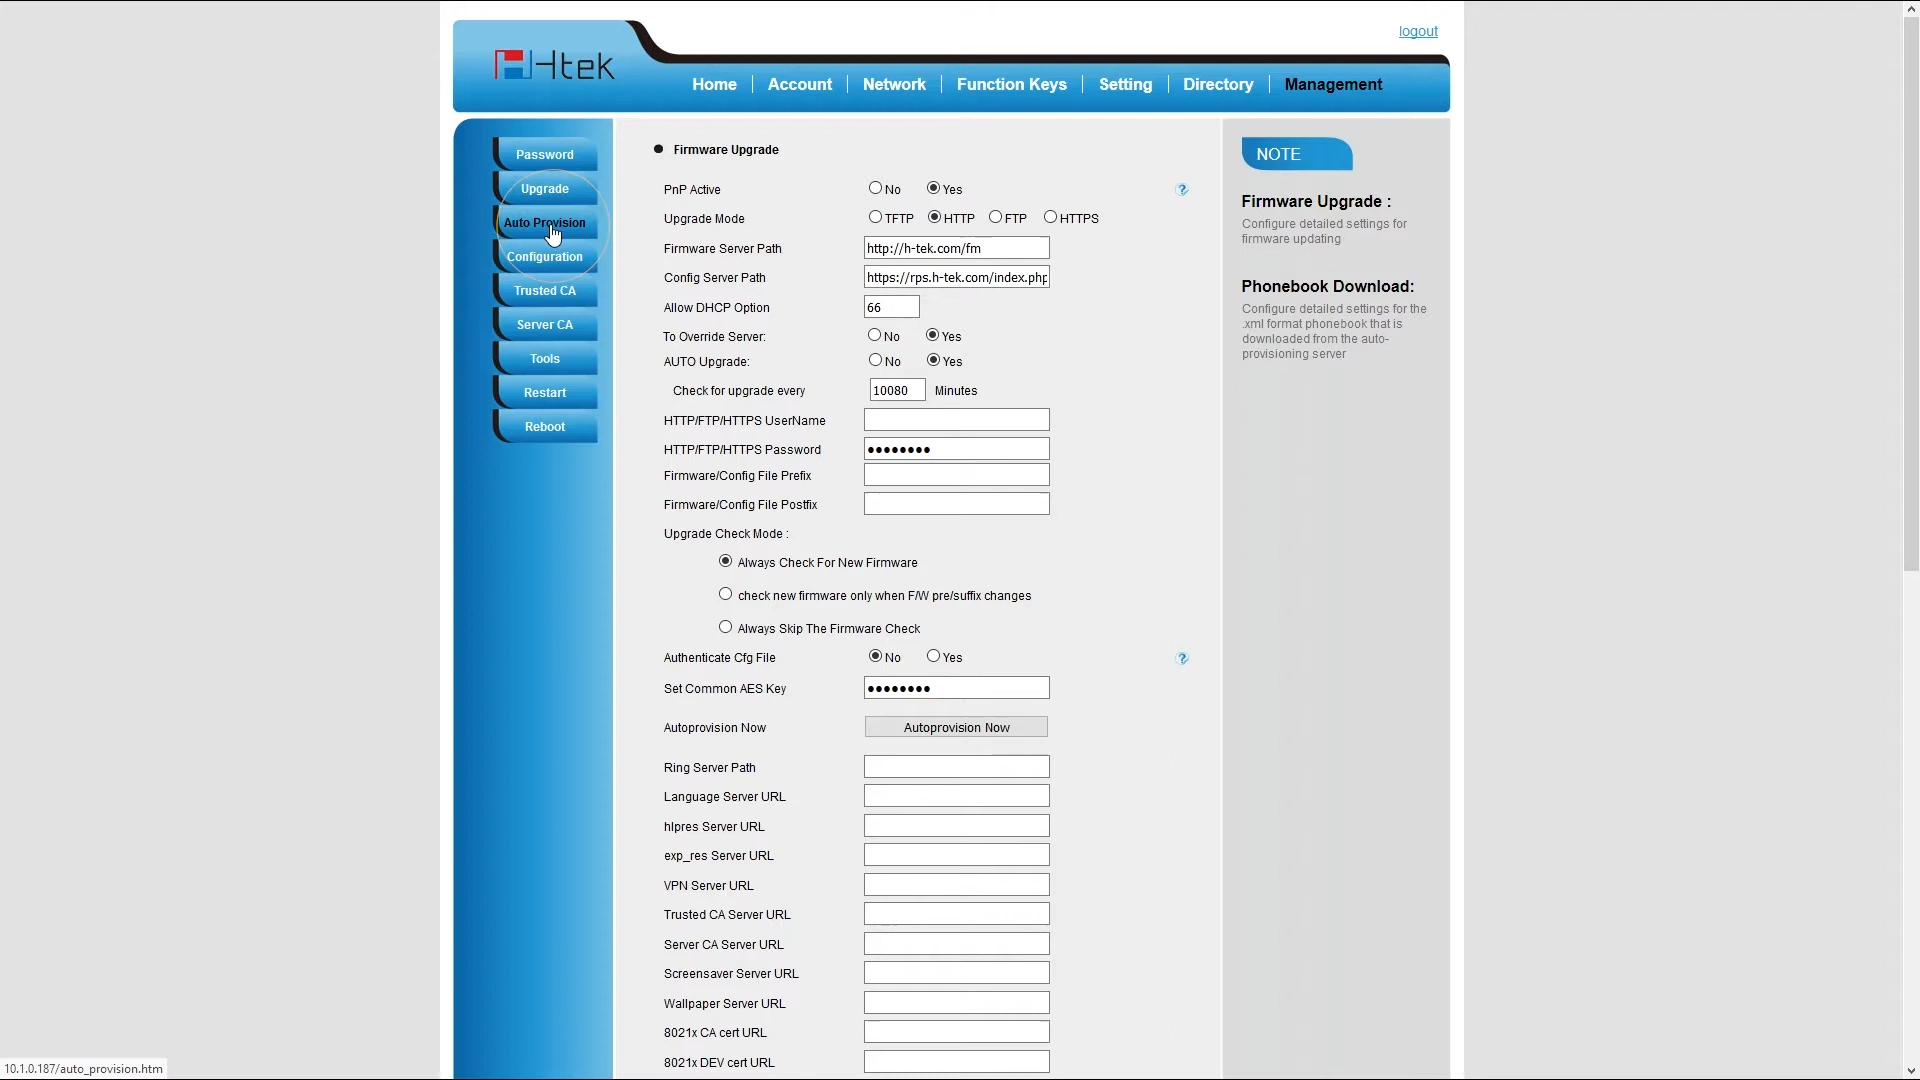 logout
Htek
Home Account Network Function Keys Setting Directory Management
Password
Upgrade
Auto Provision
Configuration
Trusted CA
Server CA
Tools
Restart
Reboot
Firmware Upgrade
PnP Active No Yes ?
Upgrade Mode TFTP HTTP FTP HTTPS
Firmware Server Path http://h-tek.com/fm
Config Server Path https://rps.h-tek.com/index.php
Allow DHCP Option 66
To Override Server: No Yes
AUTO Upgrade: No Yes
Check for upgrade every 10080 Minutes
HTTP/FTP/HTTPS UserName
HTTP/FTP/HTTPS Password ●●●●●●●●
Firmware/Config File Prefix
Firmware/Config File Postfix
Upgrade Check Mode :
Always Check For New Firmware
check new firmware only when F/W pre/suffix changes
Always Skip The Firmware Check
Authenticate Cfg File No Yes ?
Set Common AES Key ●●●●●●●●
Autoprovision Now Autoprovision Now
Ring Server Path
Language Server URL
hlpres Server URL
exp_res Server URL
VPN Server URL
Trusted CA Server URL
Server CA Server URL
Screensaver Server URL
Wallpaper Server URL
8021x CA cert URL
8021x DEV cert URL
NOTE
Firmware Upgrade :
Configure detailed settings for
firmware updating
Phonebook Download:
Configure detailed settings for the
.xml format phonebook that is
downloaded from the auto-
provisioning server
10.1.0.187/auto_provision.htm